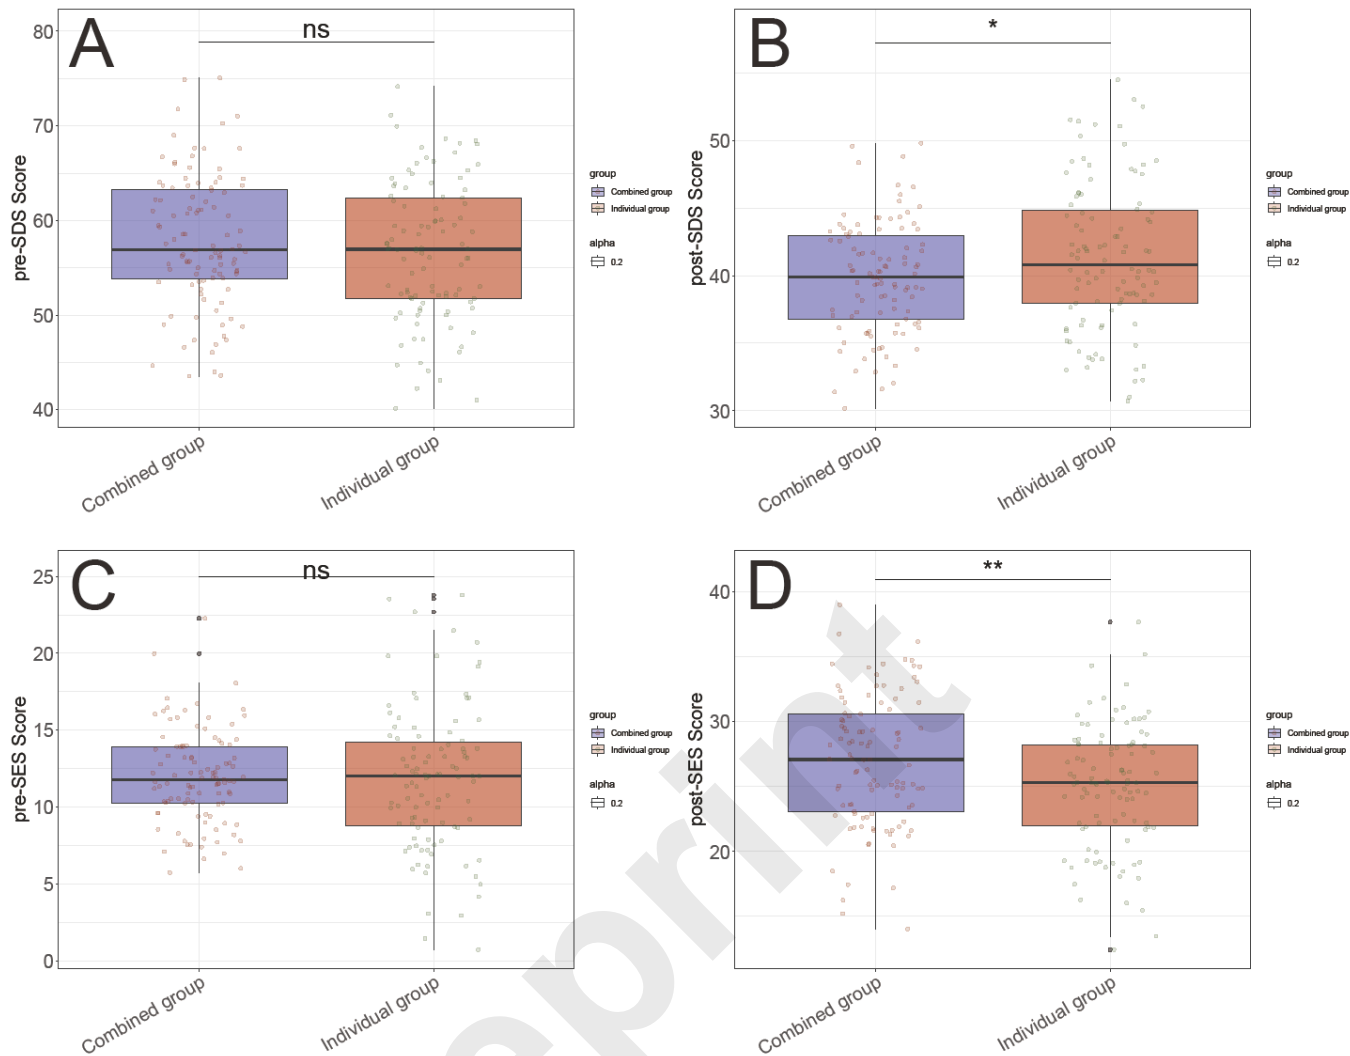 A
ns
80
70
60
50
40
pre-SDS Score
Combined group
Individual group
group
Combined group
Individual group
alpha
0.2
B
*
50
40
30
post-SDS Score
Combined group
Individual group
group
Combined group
Individual group
alpha
0.2
C
ns
25
20
15
10
5
0
pre-SES Score
Combined group
Individual group
group
Combined group
Individual group
alpha
0.2
D
**
40
30
20
post-SES Score
Combined group
Individual group
group
Combined group
Individual group
alpha
0.2
aprint